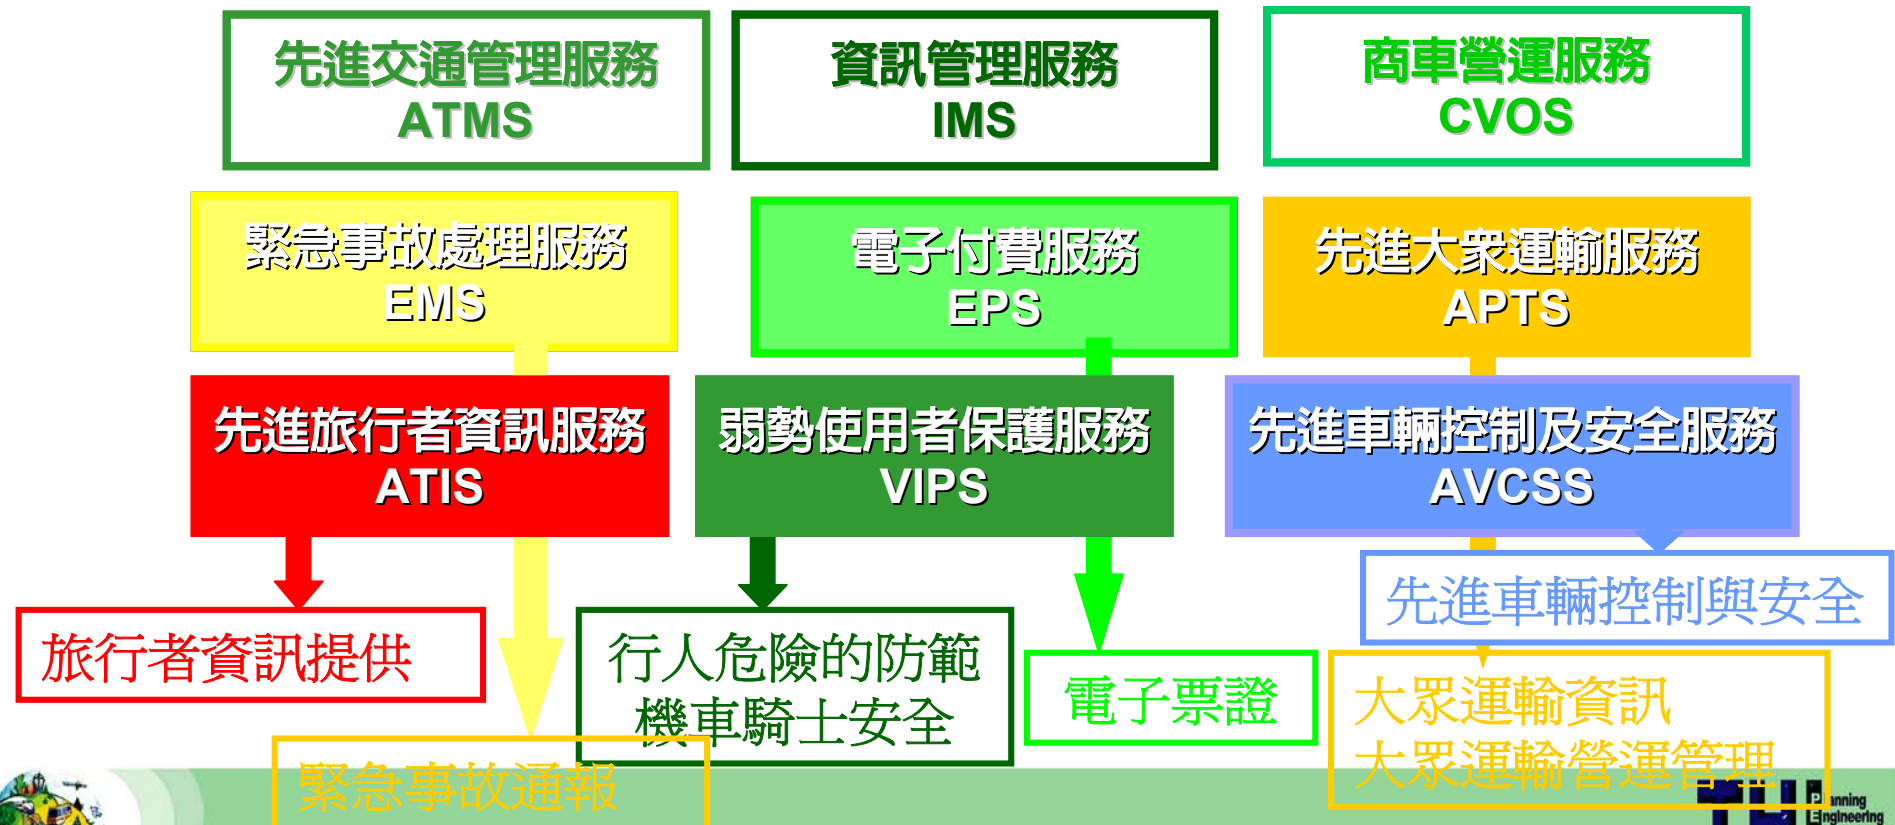 先進交通管理服務
ATMS
資訊管理服務
IMS
商車營運服務
CVOS
緊急事故處理服務
EMS
電子付費服務
EPS
先進大衆運輸服務
APTS
先進旅行者資訊服務
ATIS
弱勢使用者保護服務
VIPS
先進車輛控制及安全服務
AVCSS
先進車輛控制與安全
旅行者資訊提供
行人危險的防範
機車騎士安全
電子票證
大眾運輸資訊
大眾運輸營運管理
緊急事故通報
Planning
Engineering